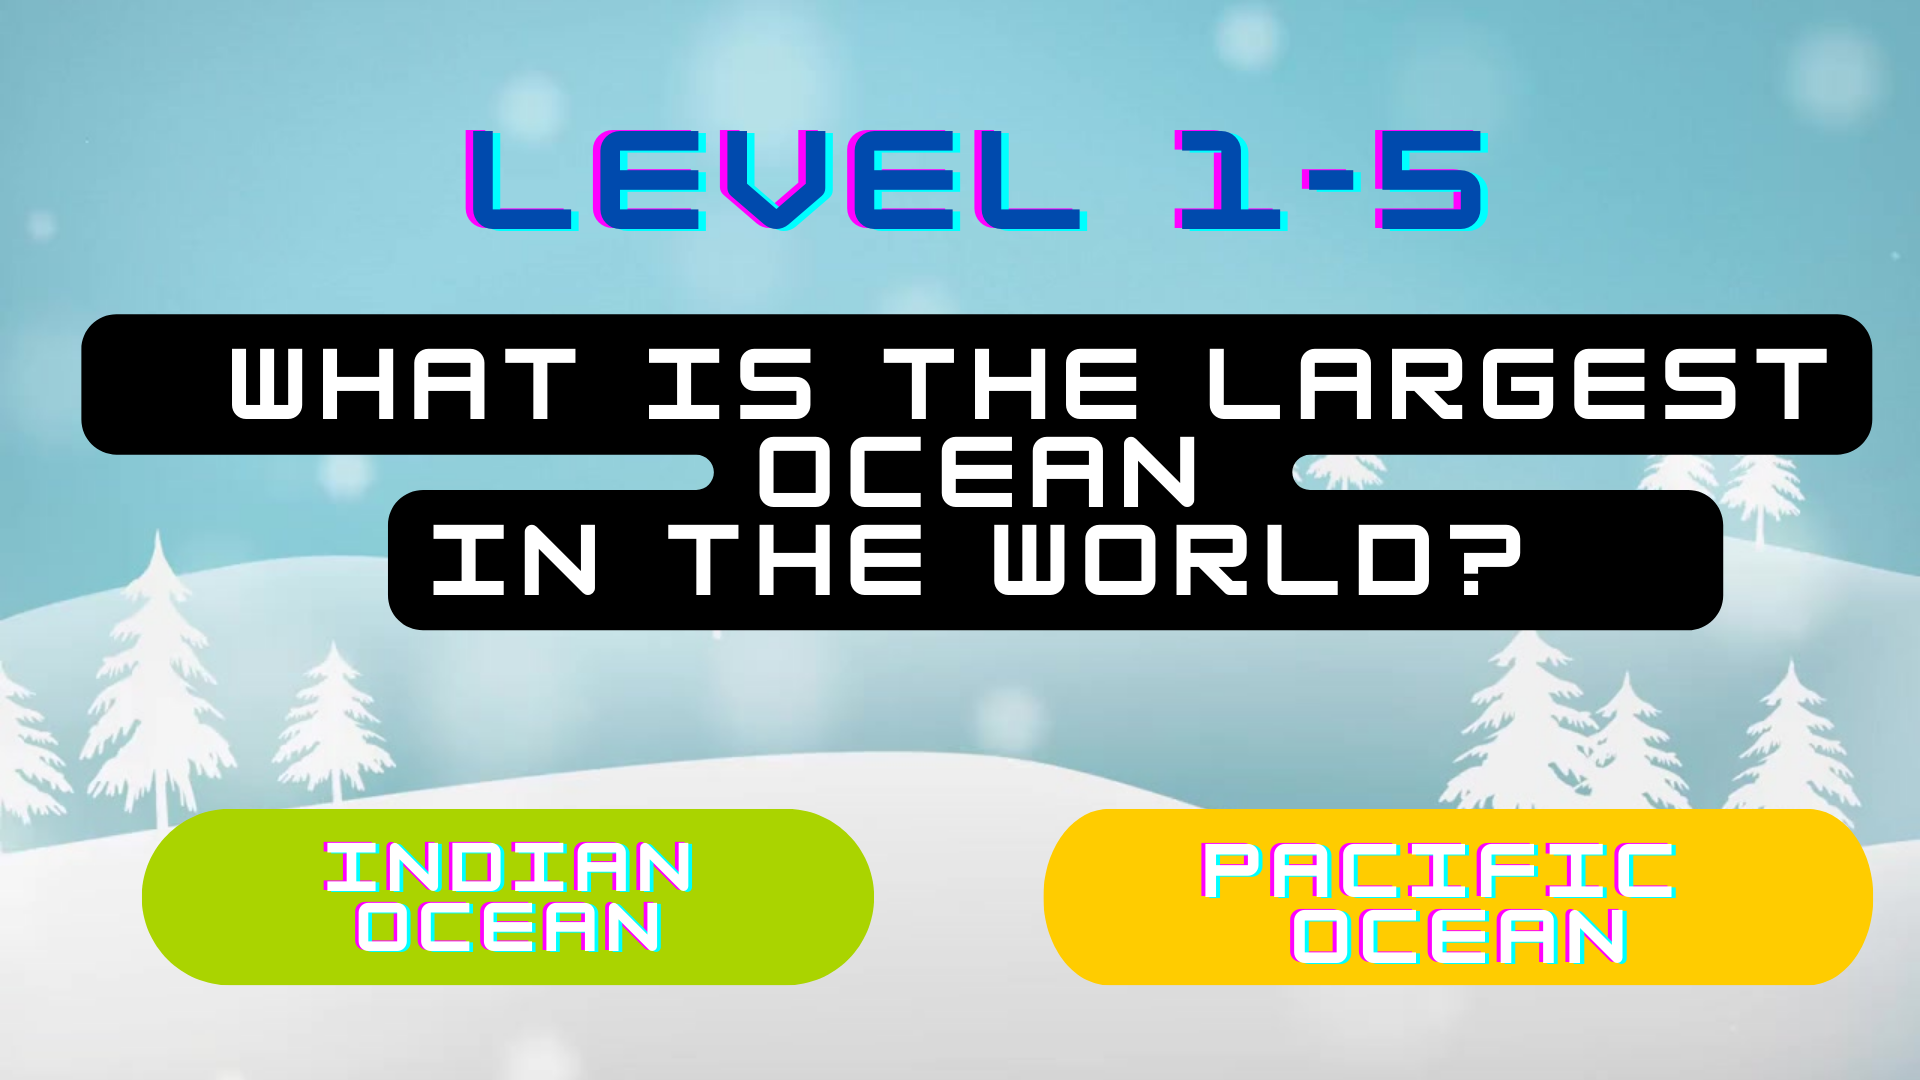 LEVEL 1-5
WHAT IS THE LARGEST
OCEAN
IN THE WORLD?
INDIAN
OCEAN
PACIFIC
OCEAN